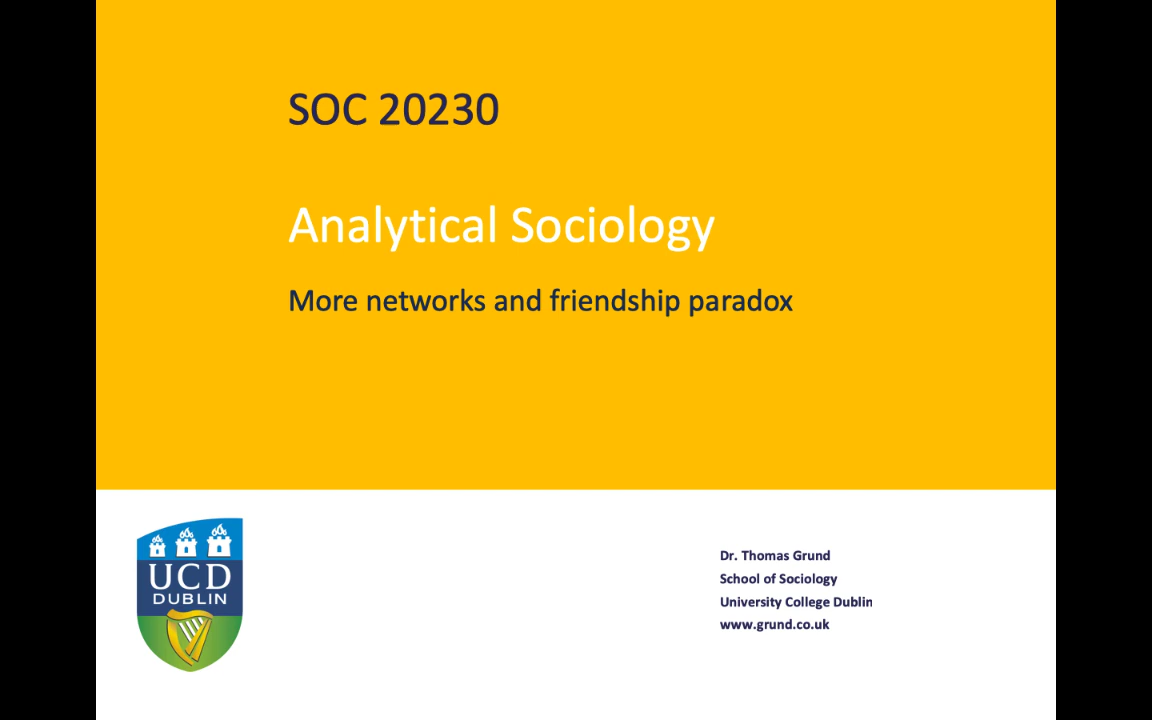 SOC 20230
Analytical Sociology
More networks and friendship paradox
UCD
DUBLIN
Dr. Thomas Grund
School of Sociology
University College Dublin
www.grund.co.uk